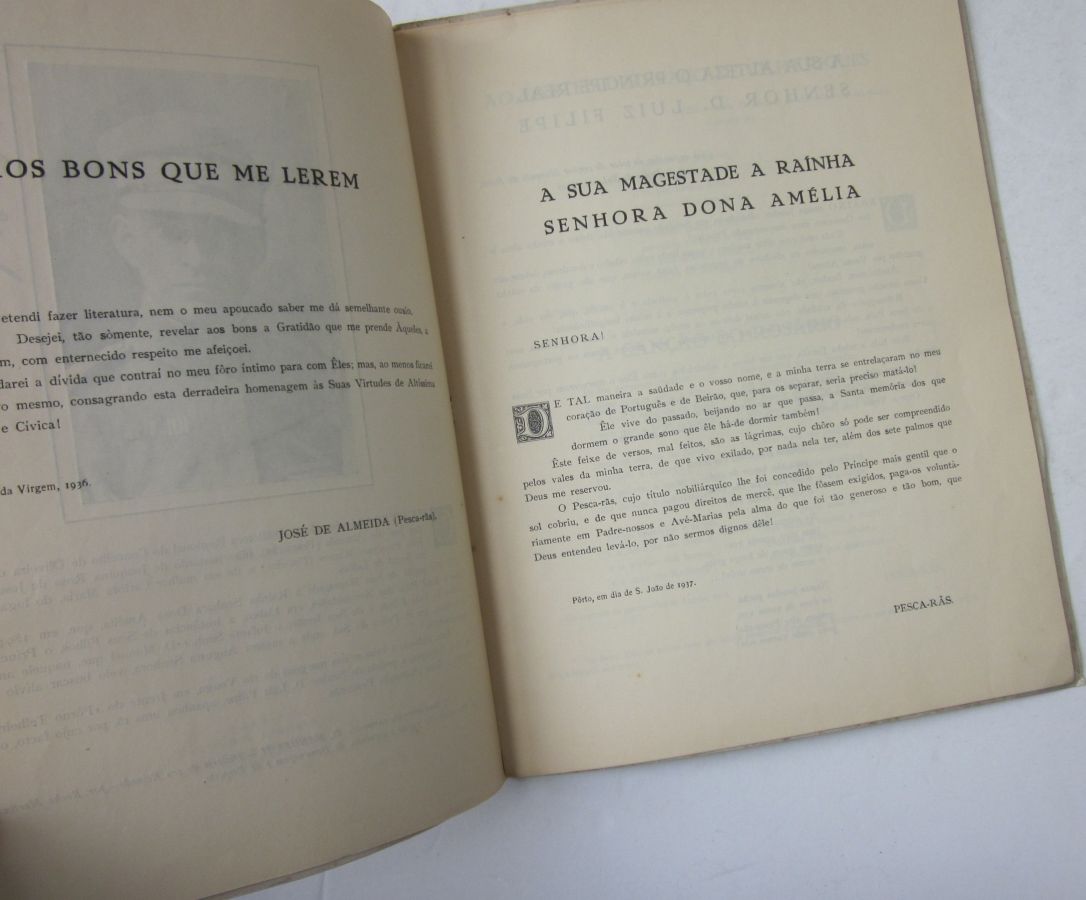 AOS BONS QUE ME LEREM
etendi fazer literatura, nem o meu apoucado saber me dá semelhante ousio.
Desejei, tão sòmente, revelar aos bons a Gratidão que me prende Àqueles, a
m, com enternecido respeito me afeiçoei.
darei a dívida que contraí no meu fôro íntimo para com Êles; mas, ao menos ficará
o mesmo, consagrando esta derradeira homenagem às Suas Virtudes de Altíssima
e Civica!
da Virgem, 1936.
JOSÉ DE ALMEIDA (Pesca-rãs).
A SUA MAGESTADE A RAÍNHA
SENHORA DONA AMÉLIA
SENHORA!
DE TAL maneira a saüdade e o vosso nome, e a minha terra se entrelaçaram no meu
coração de Português e de Beirão, que, para os separar, seria preciso matá-lo!
Êle vive do passado, beijando no ar que passa, a Santa memória dos que
dormem o grande sono que êle há-de dormir também!
Êste feixe de versos, mal feitos, são as lágrimas, cujo chôro só pode ser compreendido
pelos vales da minha terra, de que vivo exilado, por nada nela ter, além dos sete palmos que
Deus me reservou.
O Pesca-rãs, cujo título nobiliárquico lhe foi concedido pelo Principe mais gentil que o
sol cobriu, e de que nunca pagou direitos de mercê, que lhe fôssem exigidos, paga-os voluntá-
riamente em Padre-nossos e Avé-Marias pela alma do que foi tão generoso e tão bom, que
Deus entendeu levá-lo, por não sermos dignos dêle!
Pôrto, em dia de S. João de 1937.
PESCA-RÃS.